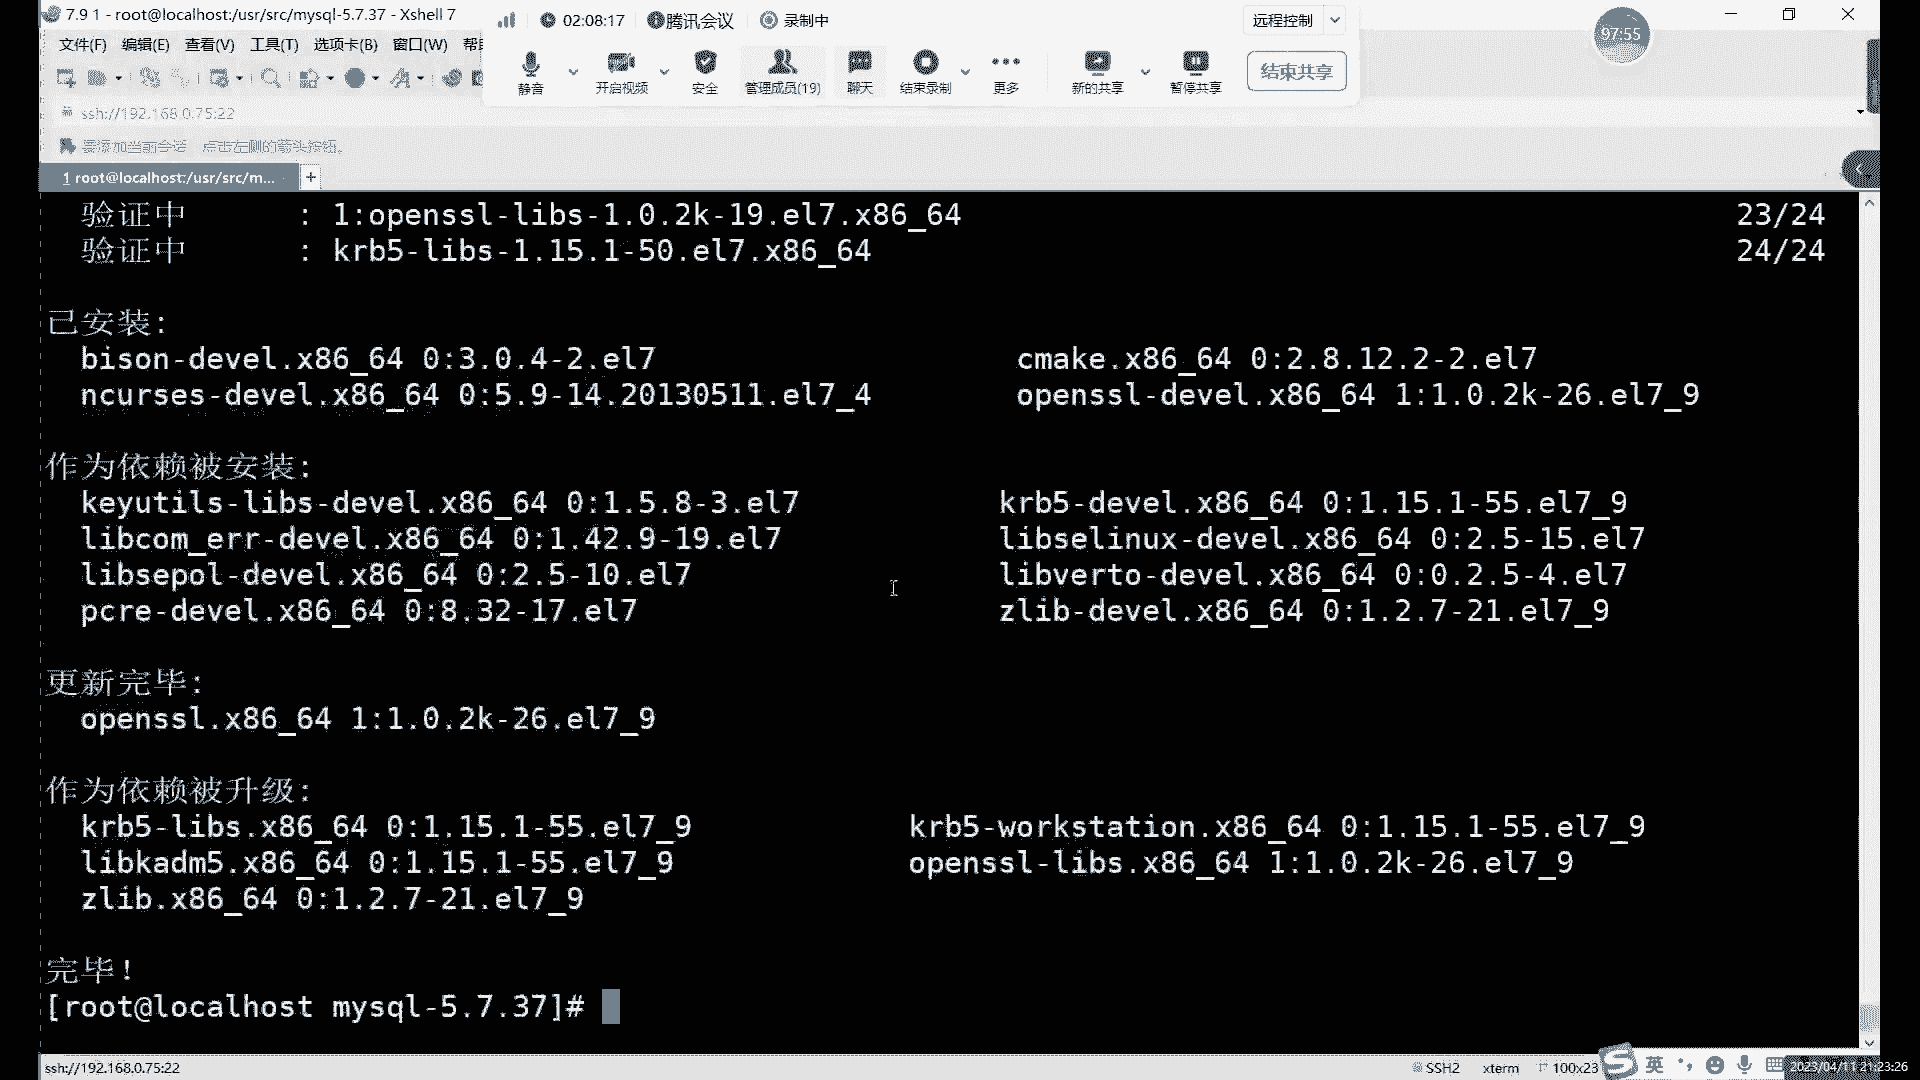 7.9 1 - root@localhost:/usr/src/mysql-5.7.37 - Xshell 7
02:08:17 腾讯会议 录制中
远程控制
97:55
文件(F) 编辑(E) 查看(V) 工具(T) 选项卡(B) 窗口(W) 帮
静音 开启视频 安全 管理成员(19) 聊天 结束录制 更多 新的共享 暂停共享 结束共享
ssh://192.168.0.75:22
要添加当前会话，点击左侧的箭头按钮。
1 root@localhost:/usr/src/m...
验证中 : 1:openssl-libs-1.0.2k-19.el7.x86_64 23/24
验证中 : krb5-libs-1.15.1-50.el7.x86_64 24/24
已安装:
bison-devel.x86_64 0:3.0.4-2.el7 cmake.x86_64 0:2.8.12.2-2.el7
ncurses-devel.x86_64 0:5.9-14.20130511.el7_4 openssl-devel.x86_64 1:1.0.2k-26.el7_9
作为依赖被安装:
keyutils-libs-devel.x86_64 0:1.5.8-3.el7 krb5-devel.x86_64 0:1.15.1-55.el7_9
libcom_err-devel.x86_64 0:1.42.9-19.el7 libselinux-devel.x86_64 0:2.5-15.el7
libsepol-devel.x86_64 0:2.5-10.el7 libverto-devel.x86_64 0:0.2.5-4.el7
pcre-devel.x86_64 0:8.32-17.el7 zlib-devel.x86_64 0:1.2.7-21.el7_9
更新完毕:
openssl.x86_64 1:1.0.2k-26.el7_9
作为依赖被升级:
krb5-libs.x86_64 0:1.15.1-55.el7_9 krb5-workstation.x86_64 0:1.15.1-55.el7_9
libkadm5.x86_64 0:1.15.1-55.el7_9 openssl-libs.x86_64 1:1.0.2k-26.el7_9
zlib.x86_64 0:1.2.7-21.el7_9
完毕!
[root@localhost mysql-5.7.37]#
ssh://192.168.0.75:22 SSH2 xterm 100x23 英 2023/04/11 21:23:26